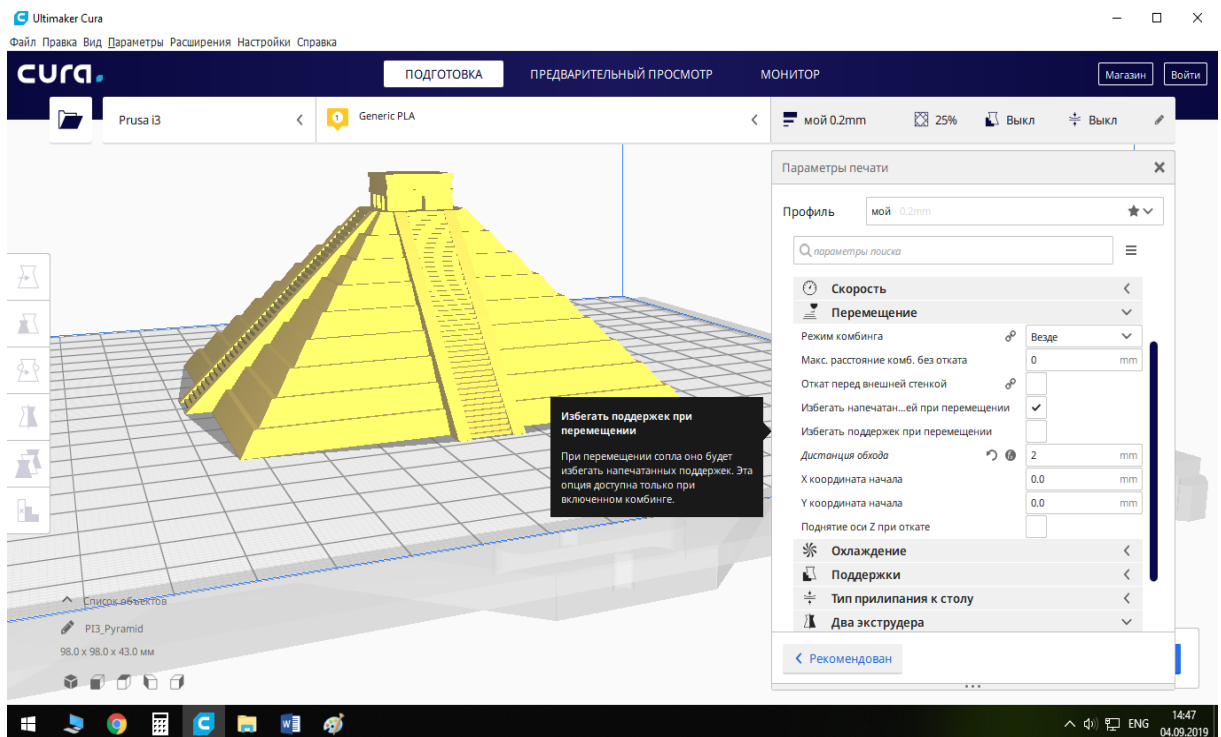 Ultimaker Cura
Файл Правка Вид Параметры Расширения Настройки Справка
cura.
ПОДГОТОВКА
ПРЕДВАРИТЕЛЬНЫЙ ПРОСМОТР
МОНИТОР
Магазин
Войти
Prusa i3
1
Generic PLA
мой 0.2mm
25%
Выкл
Выкл
Параметры печати
Профиль
мой 0.2mm
параметры поиска
Скорость
Перемещение
Режим комбинга
Везде
Макс. расстояние комб. без отката
0 mm
Откат перед внешней стенкой
Избегать напечатан...ей при перемещении
Избегать поддержек при перемещении
Дистанция обхода
2 mm
X координата начала
0.0 mm
Y координата начала
0.0 mm
Поднятие оси Z при откате
Охлаждение
Поддержки
Тип прилипания к столу
Два экструдера
Рекомендован
Избегать поддержек при
перемещении
При перемещении сопла оно будет
избегать напечатанных поддержек. Эта
опция доступна только при
включенном комбинге.
Список объектов
PI3_Pyramid
98.0 x 98.0 x 43.0 мм
ENG
14:47
04.09.2019